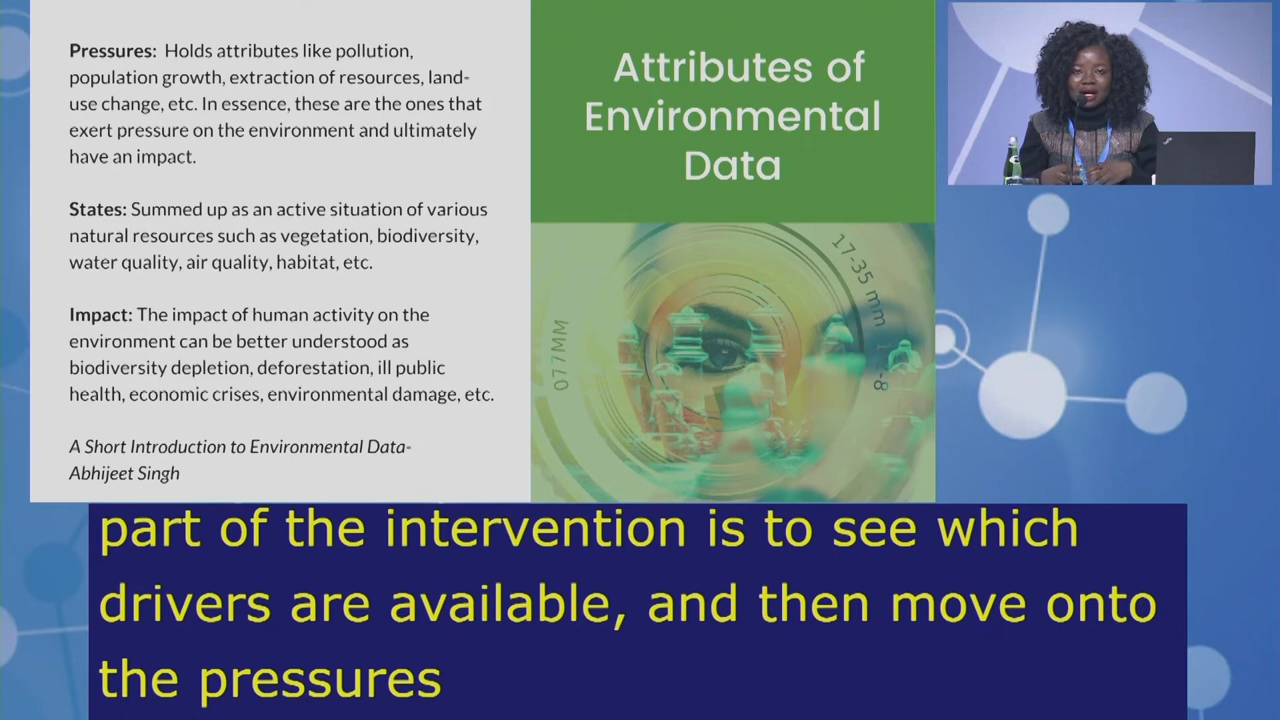 Pressures: Holds attributes like pollution,
population growth, extraction of resources, land-
use change, etc. In essence, these are the ones that
exert pressure on the environment and ultimately
have an impact.
States: Summed up as an active situation of various
natural resources such as vegetation, biodiversity,
water quality, air quality, habitat, etc.
Impact: The impact of human activity on the
environment can be better understood as
biodiversity depletion, deforestation, ill public
health, economic crises, environmental damage, etc.
A Short Introduction to Environmental Data-
Abhijeet Singh
Attributes of
Environmental
Data
17-35 mm
077MM
part of the intervention is to see which
drivers are available, and then move onto
the pressures